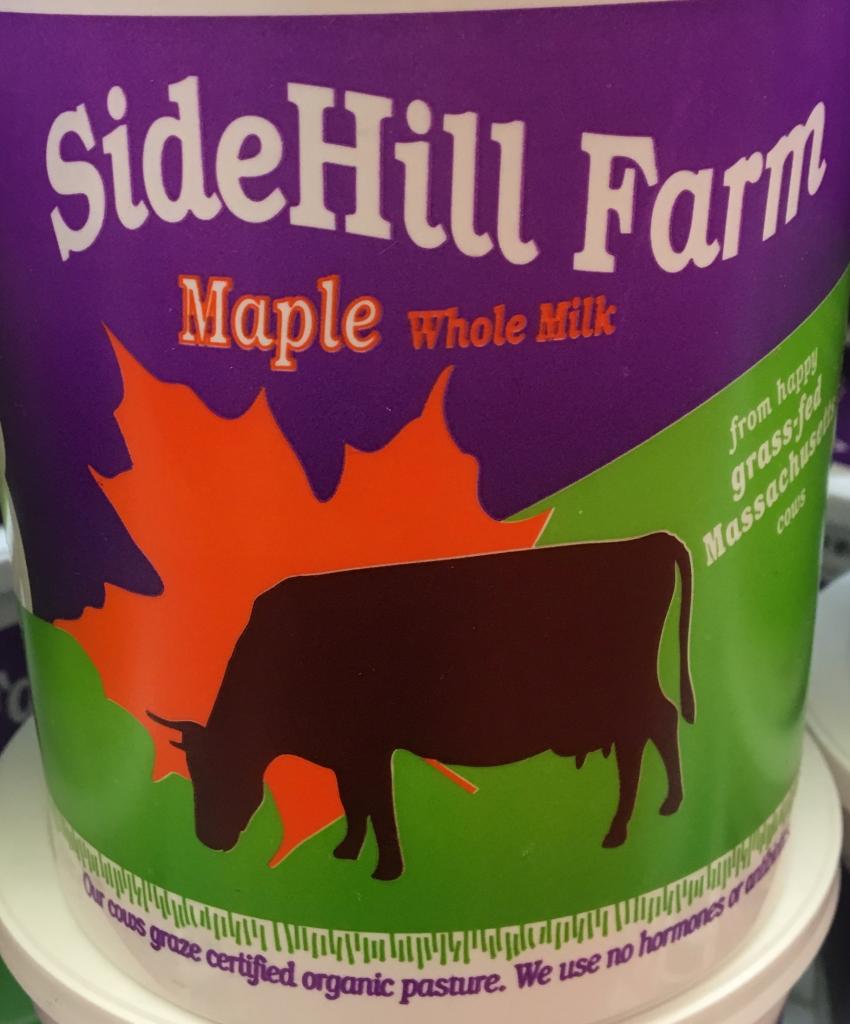 SideHill Farm
Maple Whole Milk
from happy
grass-fed
Massachusetts
cows
Our cows graze certified organic pasture. We use no hormones or